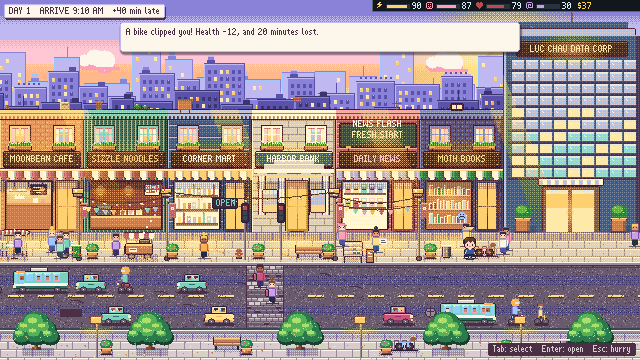 DAY 1 ARRIVE 9:10 AM +40 min late
90 87 79 30 $37
A bike clipped you! Health -12, and 20 minutes lost.
LUC CHAU DATA CORP
NEWS FLASH
FRESH START
MOONBEAN CAFE
SIZZLE NOODLES
CORNER MART
HARBOR BANK
DAILY NEWS
MOTH BOOKS
OPEN
Tab: select Enter: open Esc: hurry